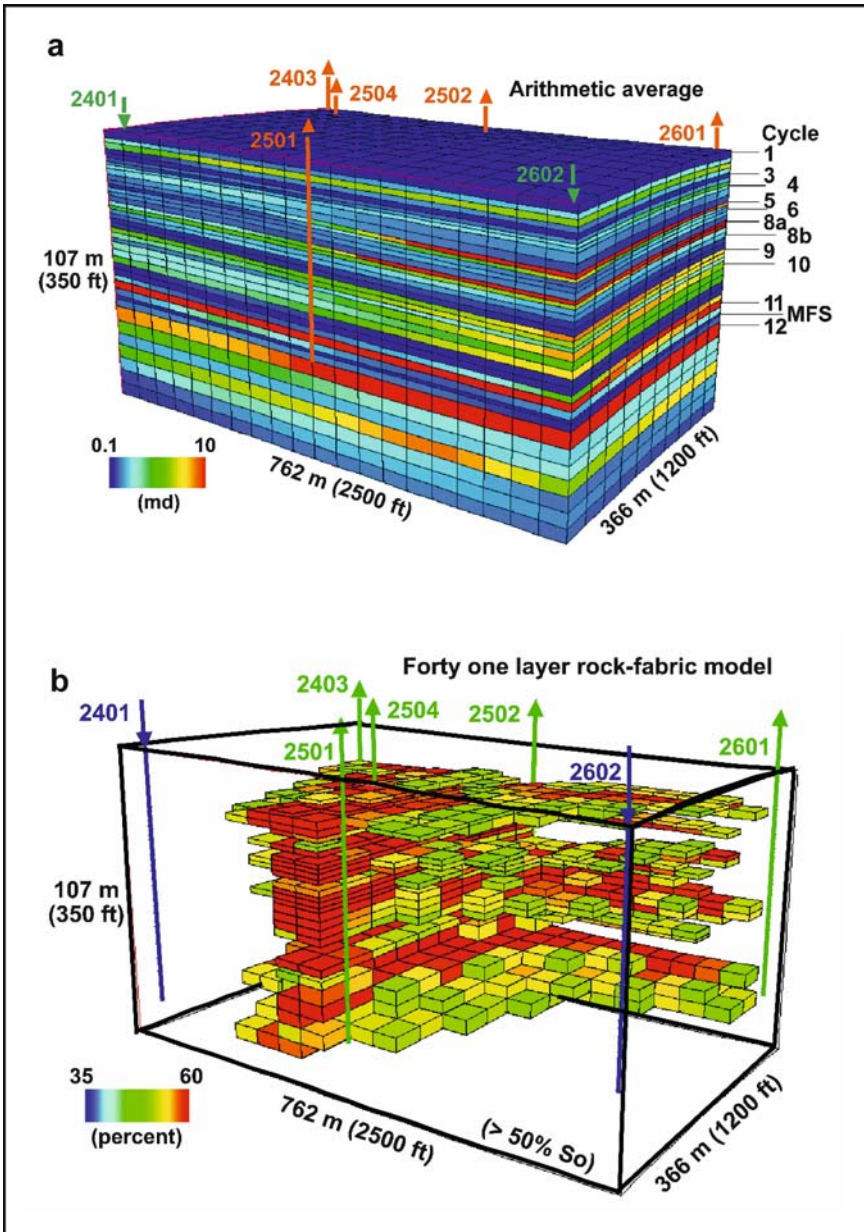 a
2403
2401
2504
2502
Arithmetic average
2501
2601
2602
Cycle
1
3
4
5
6
8a
8b
9
10
11
MFS
12
107 m
(350 ft)
0.1
10
(md)
762 m (2500 ft)
366 m (1200 ft)
b
Forty one layer rock-fabric model
2403
2401
2504
2502
2501
2601
2602
107 m
(350 ft)
35
60
(percent)
762 m (2500 ft)
(> 50% So)
366 m (1200 ft)